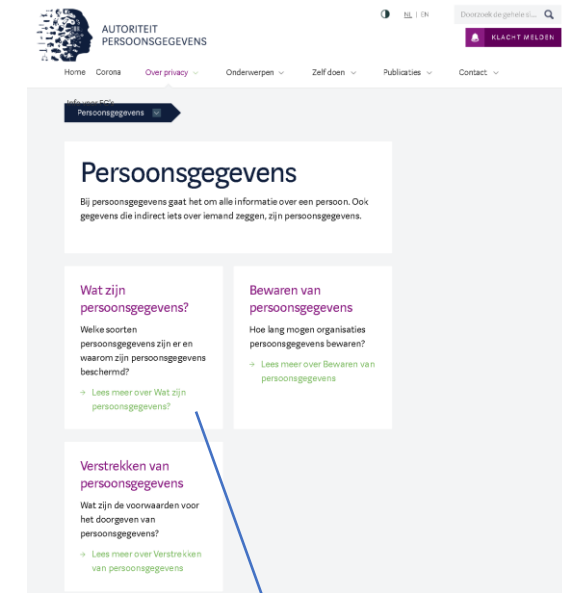 AUTORITEIT
PERSOONSGEGEVENS
NL | EN
Doorzoek de gehele si...
KLACHT MELDEN
Home Corona Over privacy Onderwerpen Zelf doen Publicaties Contact
Info voor FG's
Persoonsgegevens
Persoonsgegevens
Bij persoonsgegevens gaat het om alle informatie over een persoon. Ook
gegevens die indirect iets over iemand zeggen, zijn persoonsgegevens.
Wat zijn
persoonsgegevens?
Welke soorten
persoonsgegevens zijn er en
waarom zijn persoonsgegevens
beschermd?
→ Lees meer over Wat zijn
persoonsgegevens?
Bewaren van
persoonsgegevens
Hoe lang mogen organisaties
persoonsgegevens bewaren?
→ Lees meer over Bewaren van
persoonsgegevens
Verstrekken van
persoonsgegevens
Wat zijn de voorwaarden voor
het doorgeven van
persoonsgegevens?
→ Lees meer over Verstrekken
van persoonsgegevens